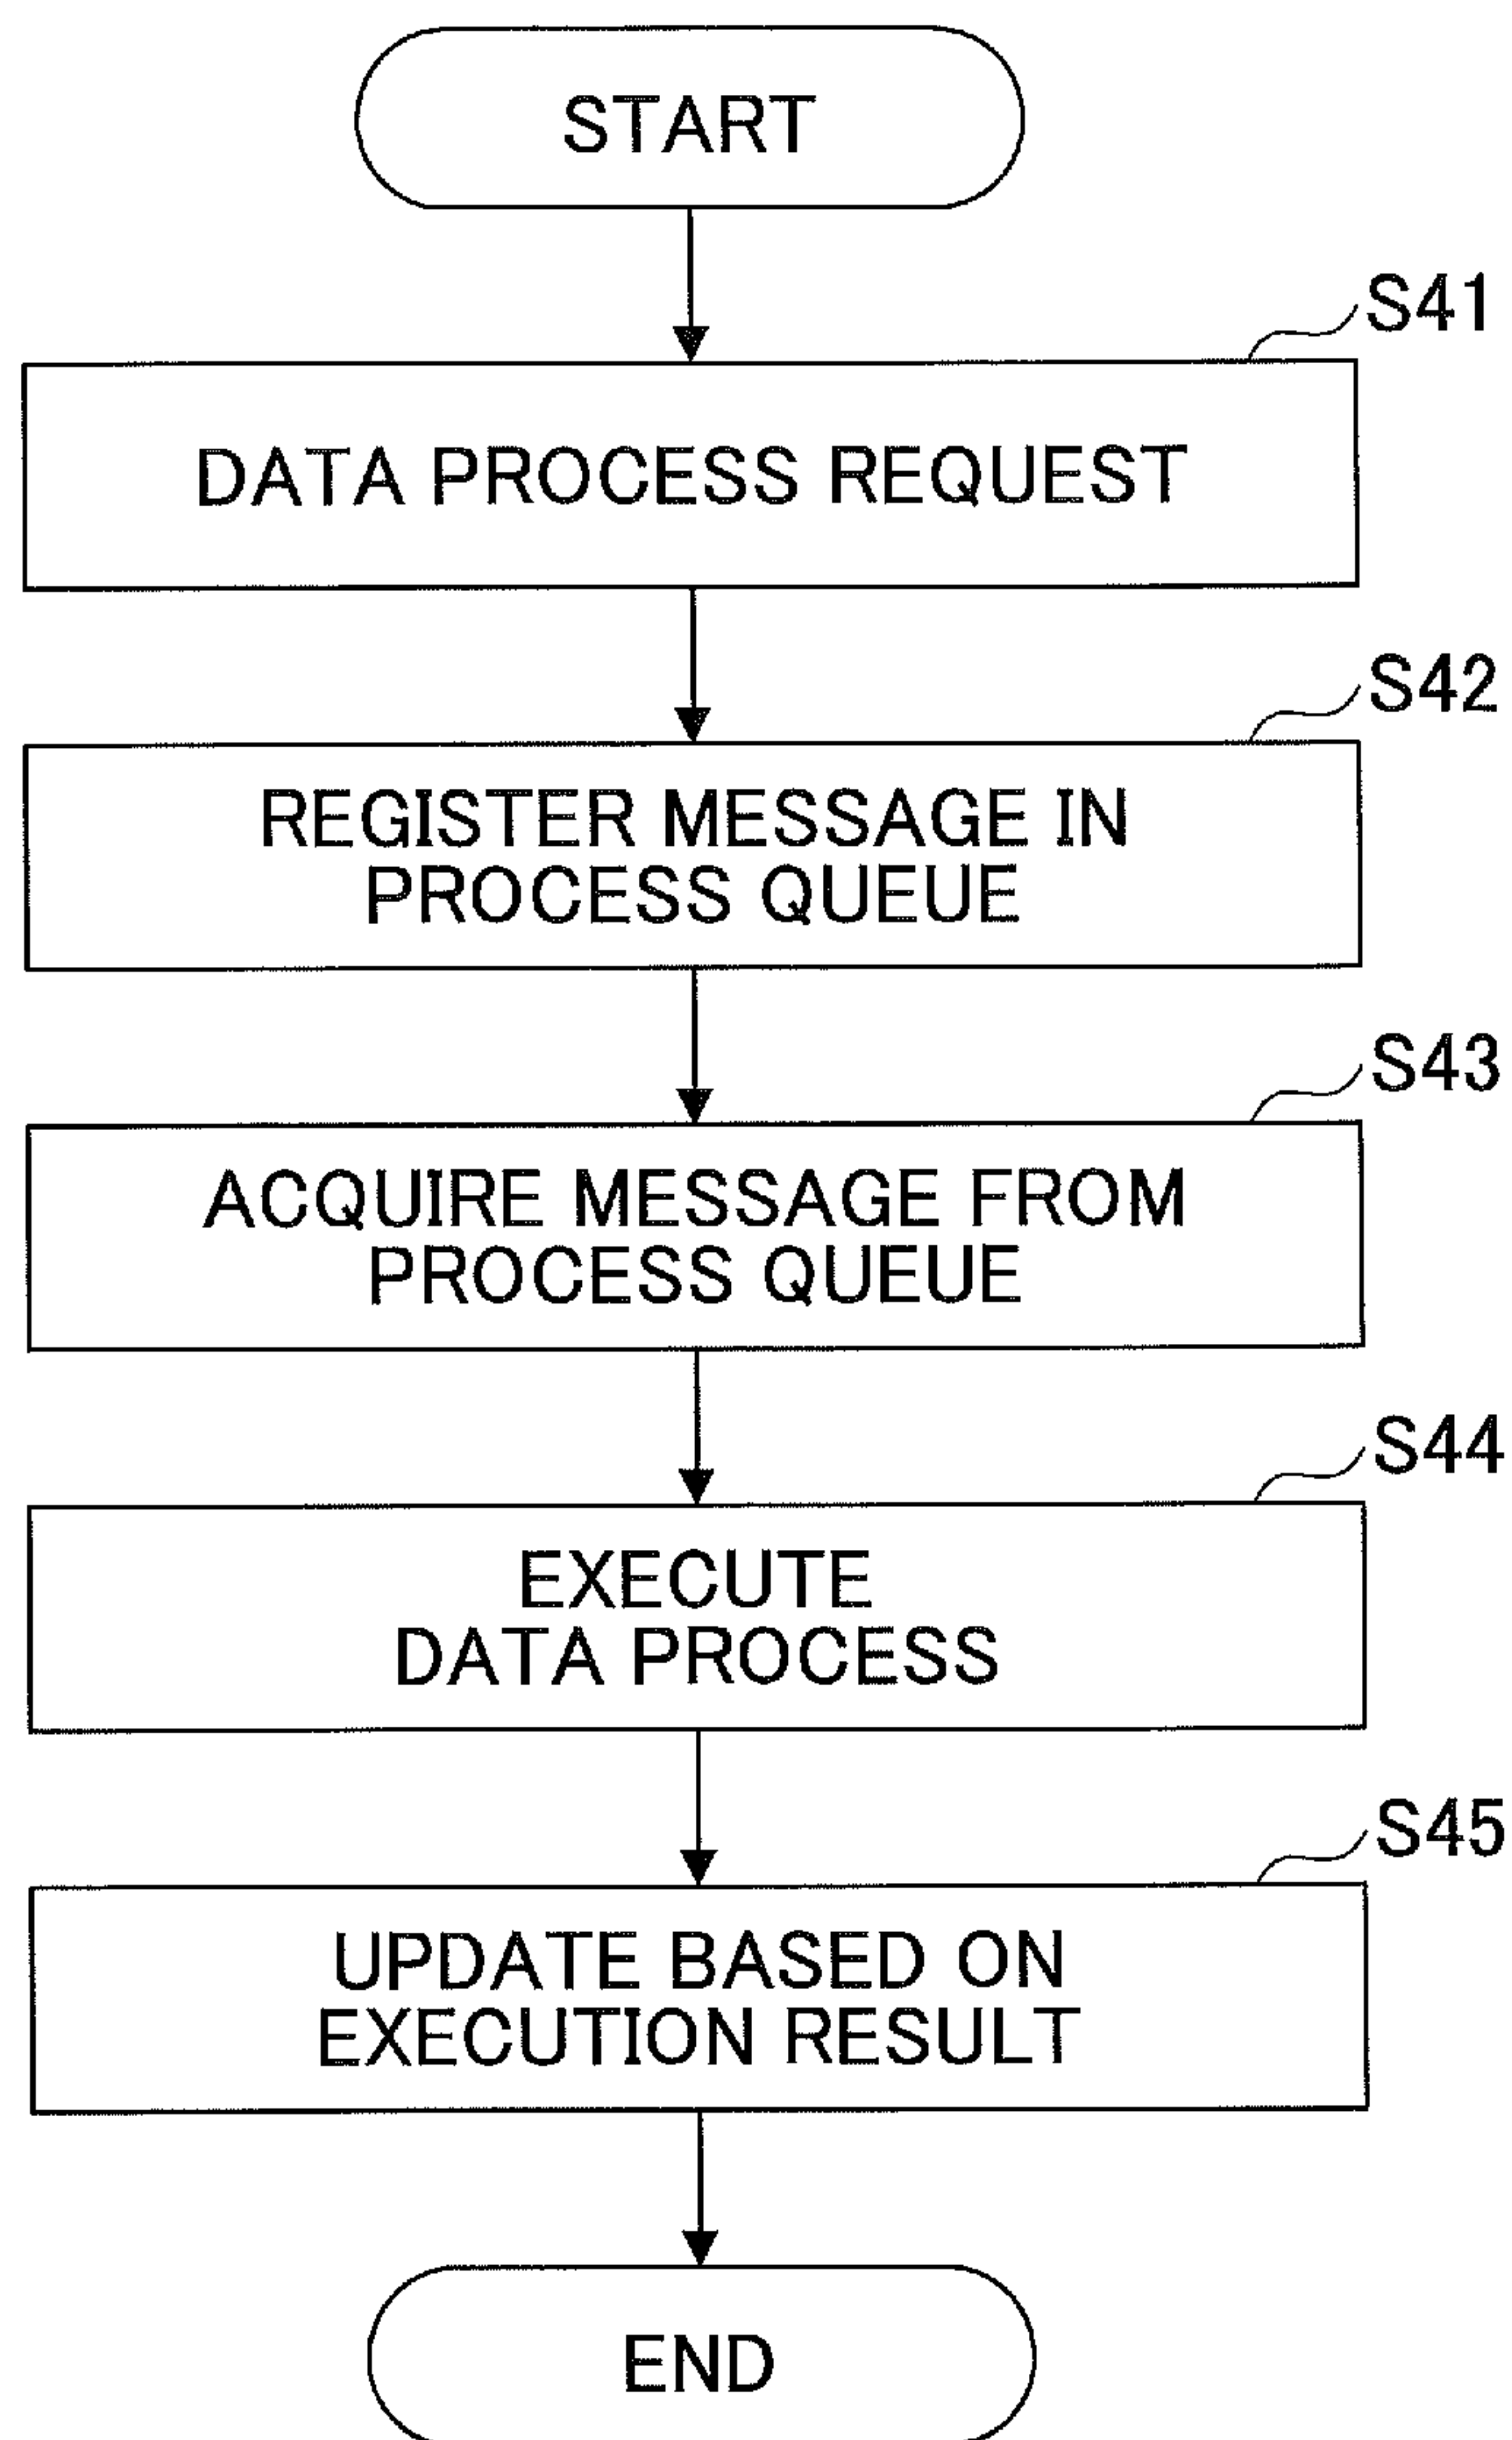 START
S41
DATA PROCESS REQUEST
S42
REGISTER MESSAGE IN
PROCESS QUEUE
S43
ACQUIRE MESSAGE FROM
PROCESS QUEUE
S44
EXECUTE
DATA PROCESS
S45
UPDATE BASED ON
EXECUTION RESULT
END